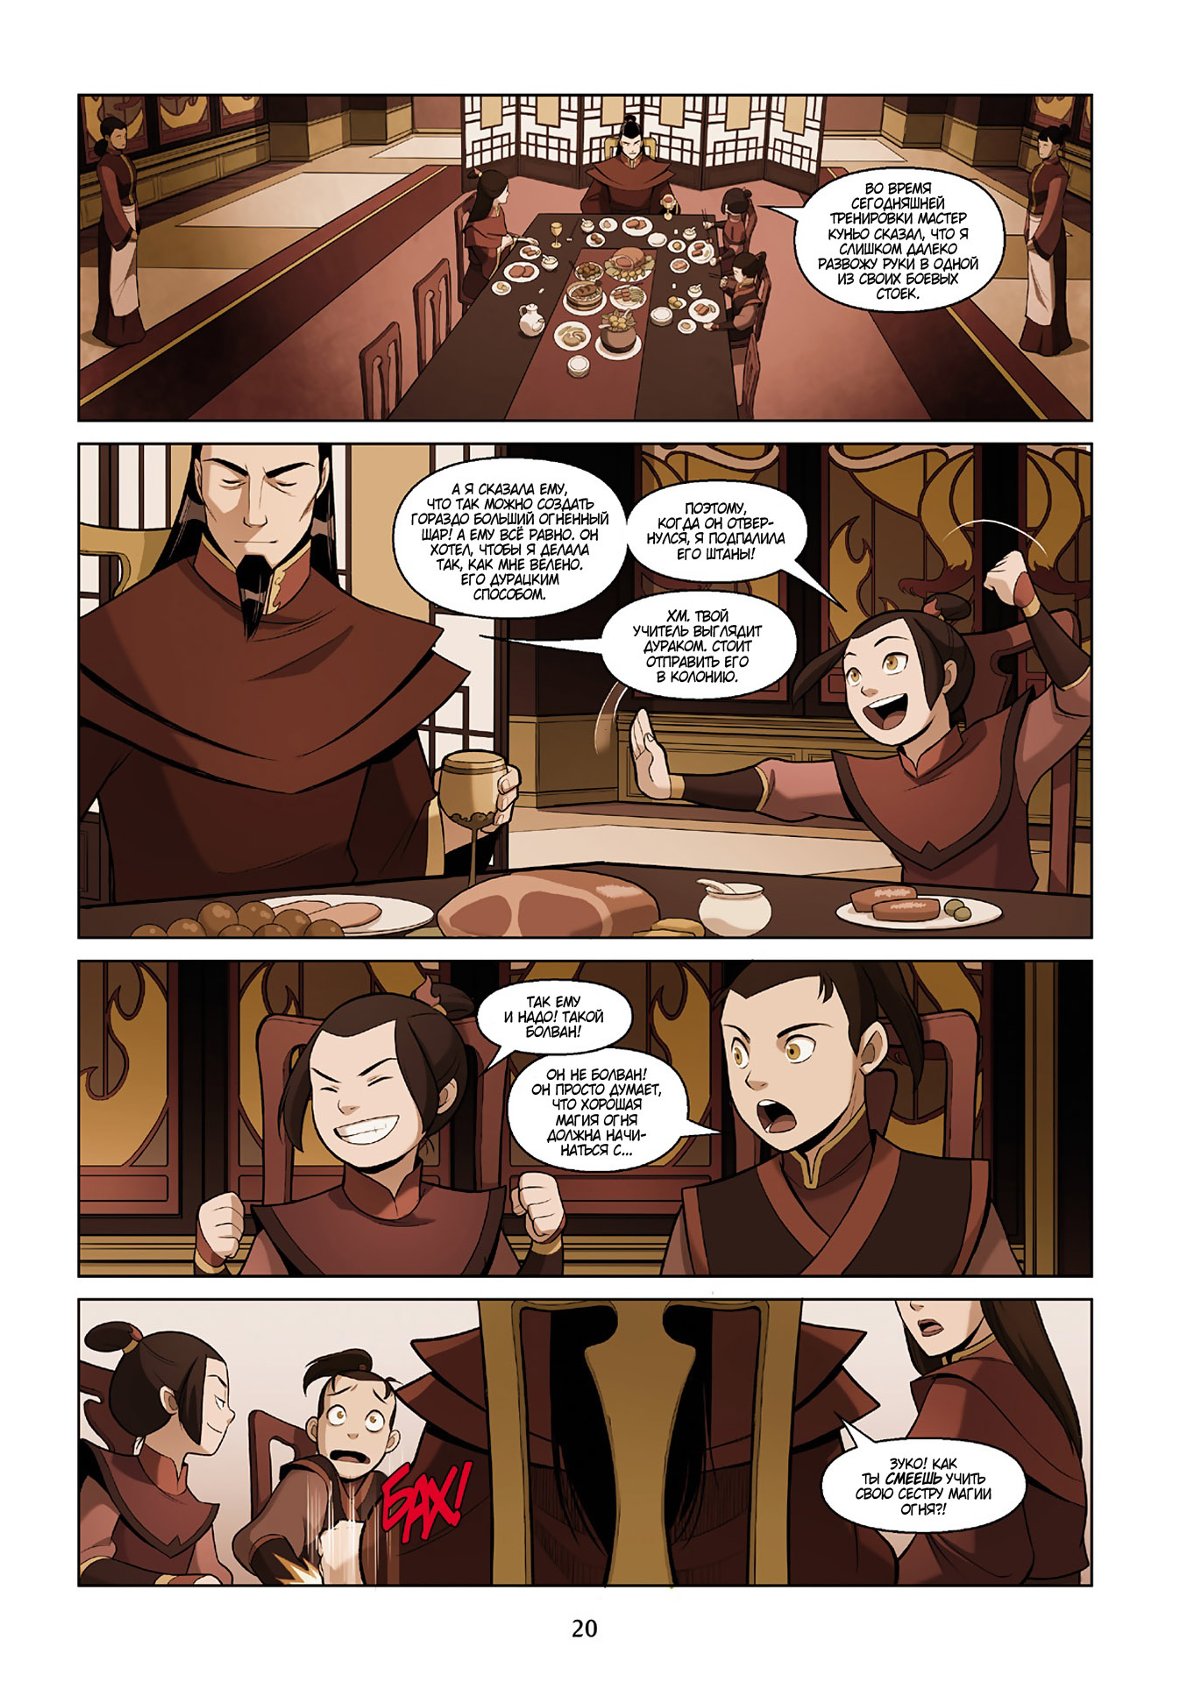 ВО ВРЕМЯ
СЕГОДНЯШНЕЙ
ТРЕНИРОВКИ МАСТЕР
КУНЬО СКАЗАЛ, ЧТО Я
СЛИШКОМ ДАЛЕКО
РАЗВОЖУ РУКИ В ОДНОЙ
ИЗ СВОИХ БОЕВЫХ
СТОЕК.
А Я СКАЗАЛА ЕМУ,
ЧТО ТАК МОЖНО СОЗДАТЬ
ГОРАЗДО БОЛЬШИЙ ОГНЕННЫЙ
ШАР! А ЕМУ ВСЁ РАВНО. ОН
ХОТЕЛ, ЧТОБЫ Я ДЕЛАЛА
ТАК, КАК МНЕ ВЕЛЕНО.
ЕГО ДУРАЦКИМ
СПОСОБОМ.
ПОЭТОМУ,
КОГДА ОН ОТВЕР-
НУЛСЯ, Я ПОДПАЛИЛА
ЕГО ШТАНЫ!
ХМ. ТВОЙ
УЧИТЕЛЬ ВЫГЛЯДИТ
ДУРАКОМ. СТОИТ
ОТПРАВИТЬ ЕГО
В КОЛОНИЮ.
ТАК ЕМУ
И НАДО! ТАКОЙ
БОЛВАН!
ОН НЕ БОЛВАН!
ОН ПРОСТО ДУМАЕТ,
ЧТО ХОРОШАЯ
МАГИЯ ОГНЯ
ДОЛЖНА НАЧИ-
НАТЬСЯ С...
БАХ!
ЗУКО! КАК
ТЫ СМЕЕШЬ УЧИТЬ
СВОЮ СЕСТРУ МАГИИ
ОГНЯ?!
20